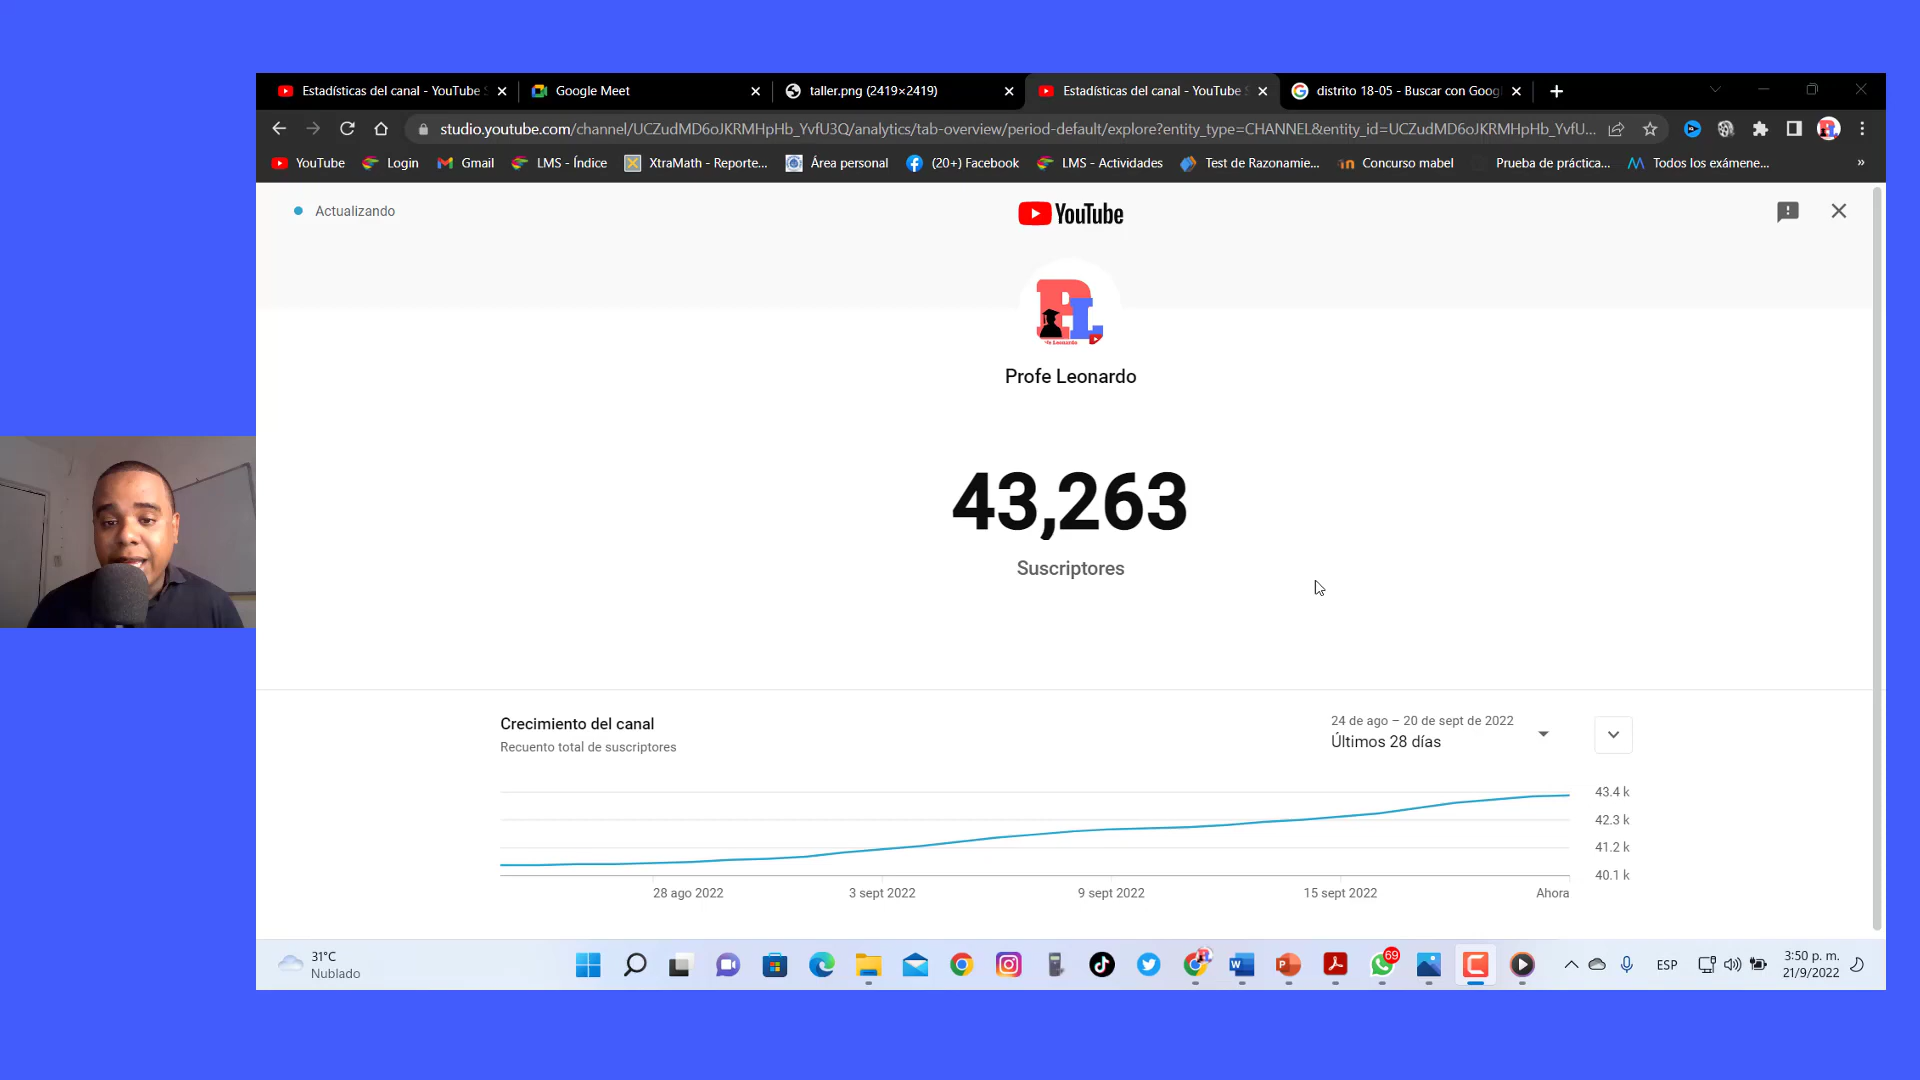 Estadísticas del canal - YouTube S
Google Meet
taller.png (2419×2419)
Estadísticas del canal - YouTube S
distrito 18-05 - Buscar con Goog
studio.youtube.com/channel/UCZudMD6oJKRMHpHb_YvfU3Q/analytics/tab-overview/period-default/explore?entity_type=CHANNEL&entity_id=UCZudMD6oJKRMHpHb_YvfU...
YouTube
Login
Gmail
LMS - Índice
XtraMath - Reporte...
Área personal
(20+) Facebook
LMS - Actividades
Test de Razonamie...
Concurso mabel
Prueba de práctica...
Todos los exámene...
»
Actualizando
YouTube
PL
Profe Leonardo
43,263
Suscriptores
Crecimiento del canal
Recuento total de suscriptores
24 de ago – 20 de sept de 2022
Últimos 28 días
43.4 k
42.3 k
41.2 k
40.1 k
28 ago 2022
3 sept 2022
9 sept 2022
15 sept 2022
Ahora
31°C
Nublado
69
ESP
3:50 p. m.
21/9/2022